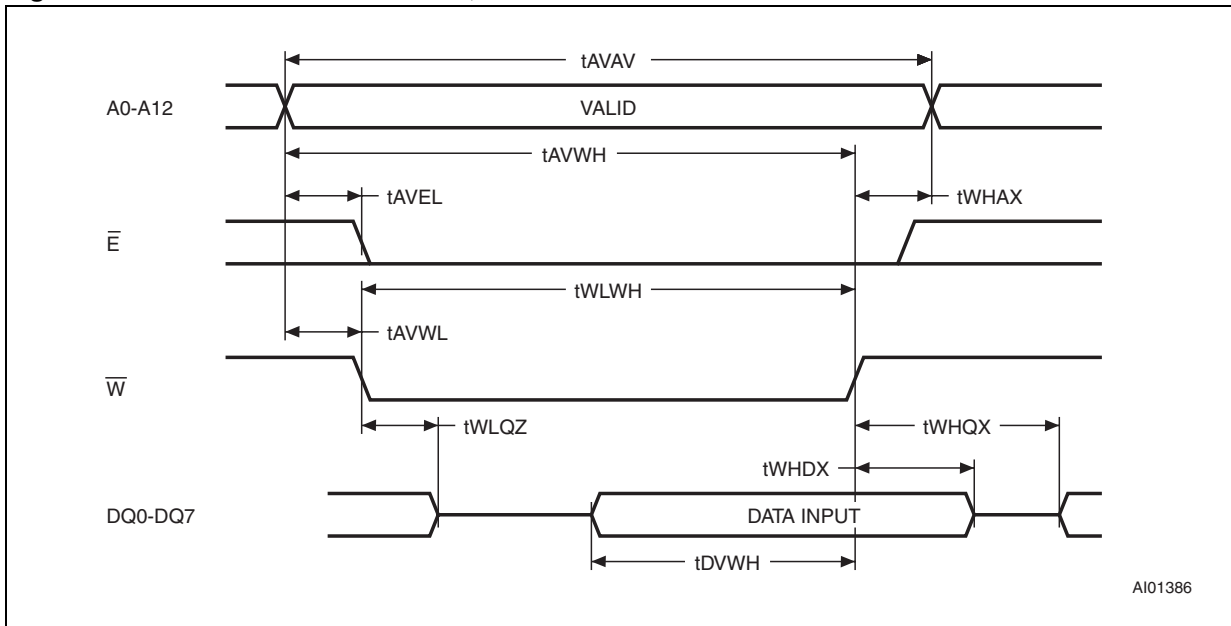 tAVAV
A0-A12
VALID
tAVWH
tAVEL
tWHAX
E̅
tWLWH
tAVWL
W̅
tWLQZ
tWHQX
tWHDX
DQ0-DQ7
DATA INPUT
tDVWH
AI01386